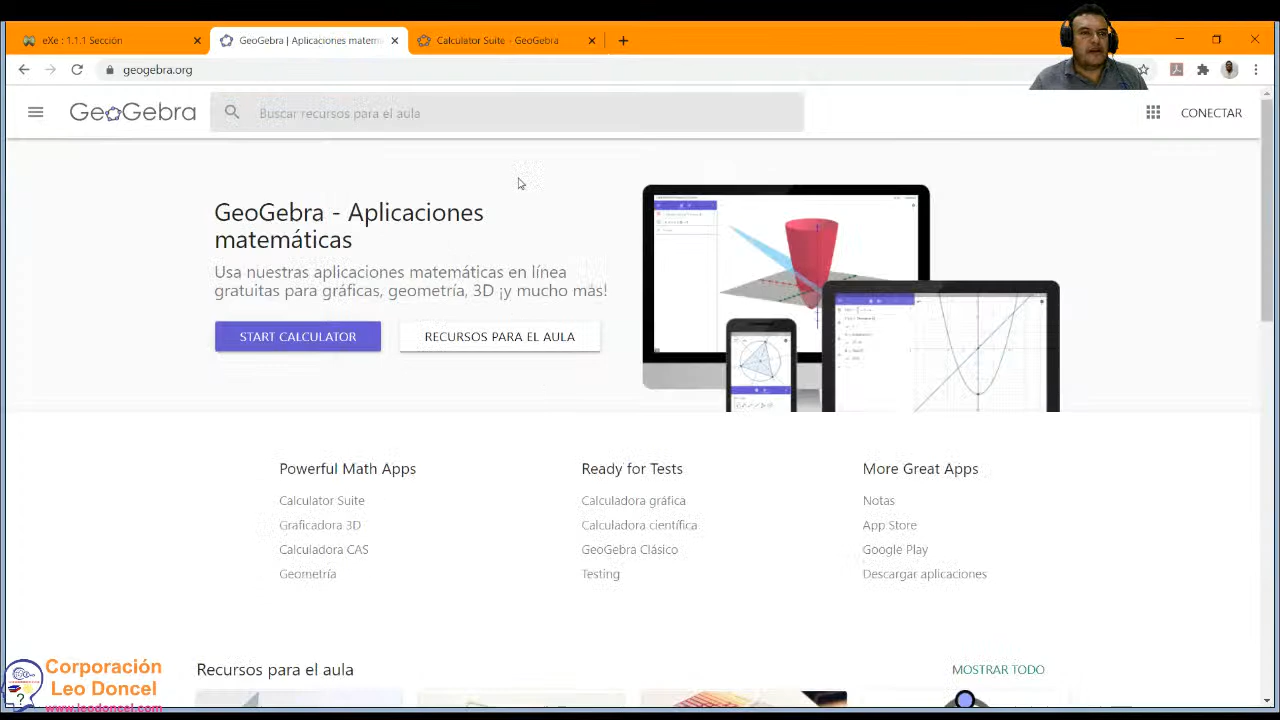 eXe : 1.1.1 Sección
GeoGebra | Aplicaciones matem
Calculator Suite - GeoGebra
geogebra.org
GeoGebra
Buscar recursos para el aula
CONECTAR
GeoGebra - Aplicaciones
matemáticas
Usa nuestras aplicaciones matemáticas en línea
gratuitas para gráficas, geometría, 3D ¡y mucho más!
START CALCULATOR
RECURSOS PARA EL AULA
Powerful Math Apps
Calculator Suite
Graficadora 3D
Calculadora CAS
Geometría
Ready for Tests
Calculadora gráfica
Calculadora científica
GeoGebra Clásico
Testing
More Great Apps
Notas
App Store
Google Play
Descargar aplicaciones
Recursos para el aula
MOSTRAR TODO
Corporación
Leo Doncel
www.leodoncel.com